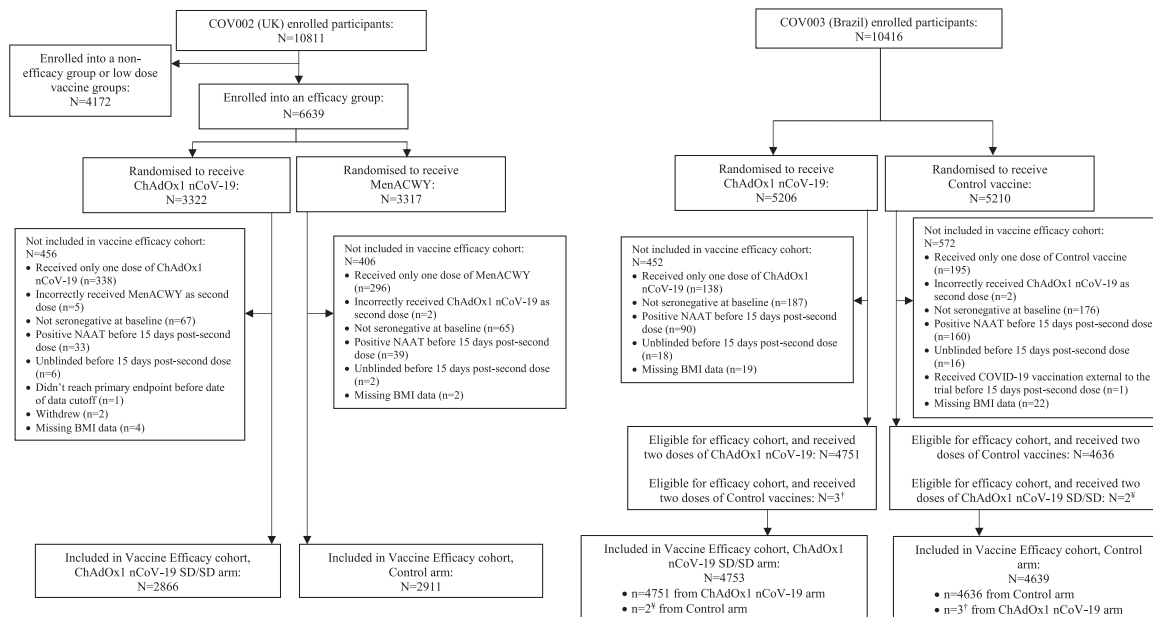 COV002 (UK) enrolled participants:
N=10811
Enrolled into a non-
efficacy group or low dose
vaccine groups:
N=4172
Enrolled into an efficacy group:
N=6639
Randomised to receive
ChAdOx1 nCoV-19:
N=3322
Randomised to receive
MenACWY:
N=3317
Not included in vaccine efficacy cohort:
N=456
• Received only one dose of ChAdOx1
nCoV-19 (n=338)
• Incorrectly received MenACWY as second
dose (n=5)
• Not seronegative at baseline (n=67)
• Positive NAAT before 15 days post-second
dose (n=33)
• Unblinded before 15 days post-second dose
(n=6)
• Didn't reach primary endpoint before date
of data cutoff (n=1)
• Withdrew (n=2)
• Missing BMI data (n=4)
Not included in vaccine efficacy cohort:
N=406
• Received only one dose of MenACWY
(n=296)
• Incorrectly received ChAdOx1 nCoV-19 as
second dose (n=2)
• Not seronegative at baseline (n=65)
• Positive NAAT before 15 days post-second
dose (n=39)
• Unblinded before 15 days post-second dose
(n=2)
• Missing BMI data (n=2)
Included in Vaccine Efficacy cohort,
ChAdOx1 nCoV-19 SD/SD arm:
N=2866
Included in Vaccine Efficacy cohort,
Control arm:
N=2911
COV003 (Brazil) enrolled participants:
N=10416
Randomised to receive
ChAdOx1 nCoV-19:
N=5206
Randomised to receive
Control vaccine:
N=5210
Not included in vaccine efficacy cohort:
N=452
• Received only one dose of ChAdOx1
nCoV-19 (n=138)
• Not seronegative at baseline (n=187)
• Positive NAAT before 15 days post-second
dose (n=90)
• Unblinded before 15 days post-second dose
(n=18)
• Missing BMI data (n=19)
Not included in vaccine efficacy cohort:
N=572
• Received only one dose of Control vaccine
(n=195)
• Incorrectly received ChAdOx1 nCoV-19 as
second dose (n=2)
• Not seronegative at baseline (n=176)
• Positive NAAT before 15 days post-second dose
(n=160)
• Unblinded before 15 days post-second dose
(n=16)
• Received COVID-19 vaccination external to the
trial before 15 days post-second dose (n=1)
• Missing BMI data (n=22)
Eligible for efficacy cohort, and received
two doses of ChAdOx1 nCoV-19: N=4751
Eligible for efficacy cohort, and received
two doses of Control vaccines: N=3†
Eligible for efficacy cohort, and received two
doses of Control vaccines: N=4636
Eligible for efficacy cohort, and received two
doses of ChAdOx1 nCoV-19 SD/SD: N=2¥
Included in Vaccine Efficacy cohort, ChAdOx1
nCoV-19 SD/SD arm:
N=4753
• n=4751 from ChAdOx1 nCoV-19 arm
• n=2¥ from Control arm
Included in Vaccine Efficacy cohort, Control
arm:
N=4639
• n=4636 from Control arm
• n=3† from ChAdOx1 nCoV-19 arm